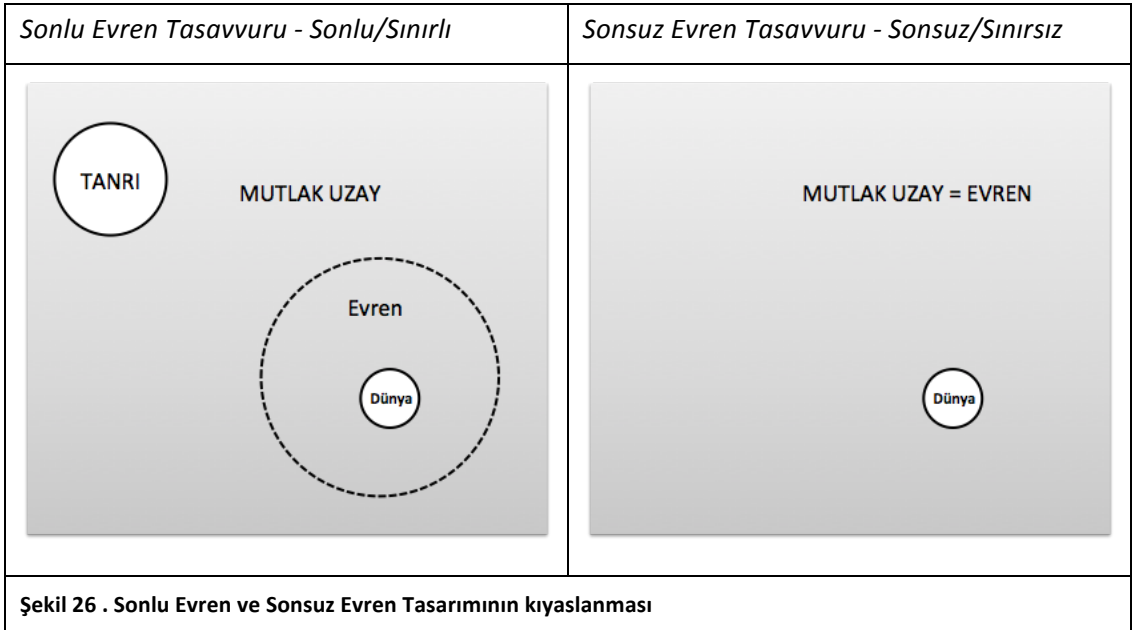 Sonlu Evren Tasavvuru - Sonlu/Sınırlı
Sonsuz Evren Tasavvuru - Sonsuz/Sınırsız
TANRI
MUTLAK UZAY
Evren
Dünya
MUTLAK UZAY = EVREN
Dünya
Şekil 26 . Sonlu Evren ve Sonsuz Evren Tasarımının kıyaslanması